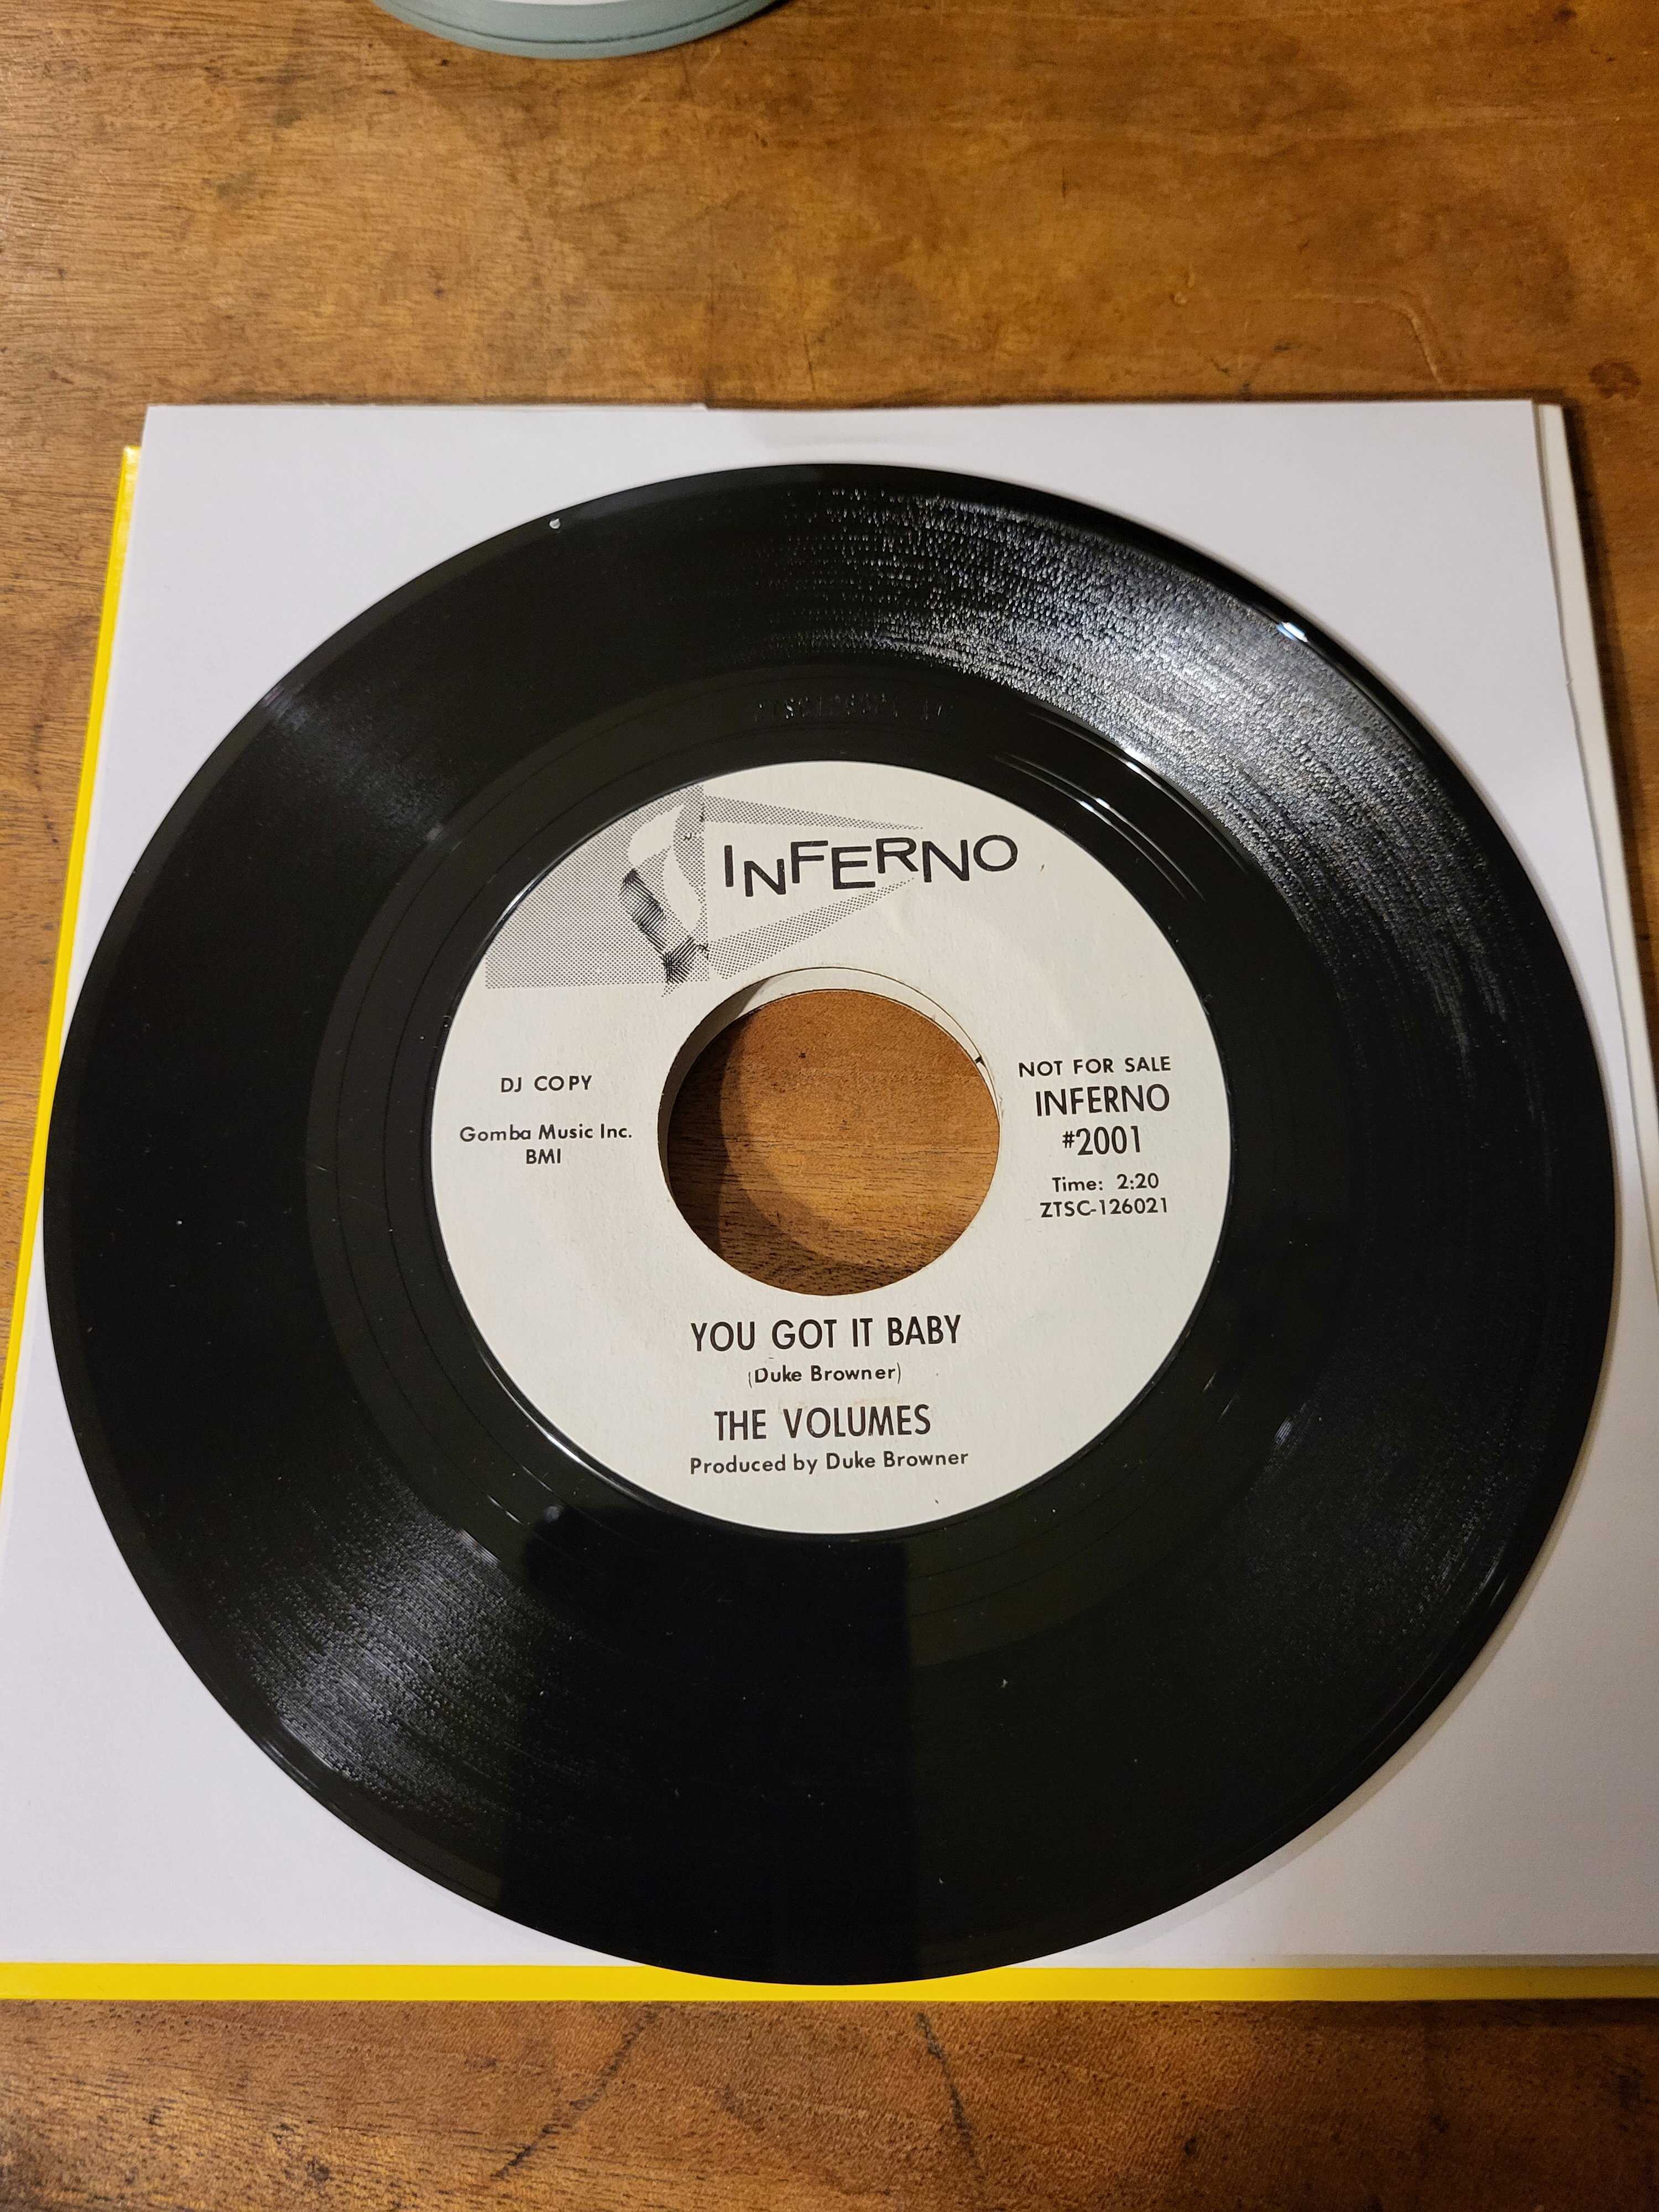 INFERNO
DJ COPY
Gomba Music Inc.
BMI
NOT FOR SALE
INFERNO
#2001
Time: 2:20
ZTSC-126021
YOU GOT IT BABY
(Duke Browner)
THE VOLUMES
Produced by Duke Browner